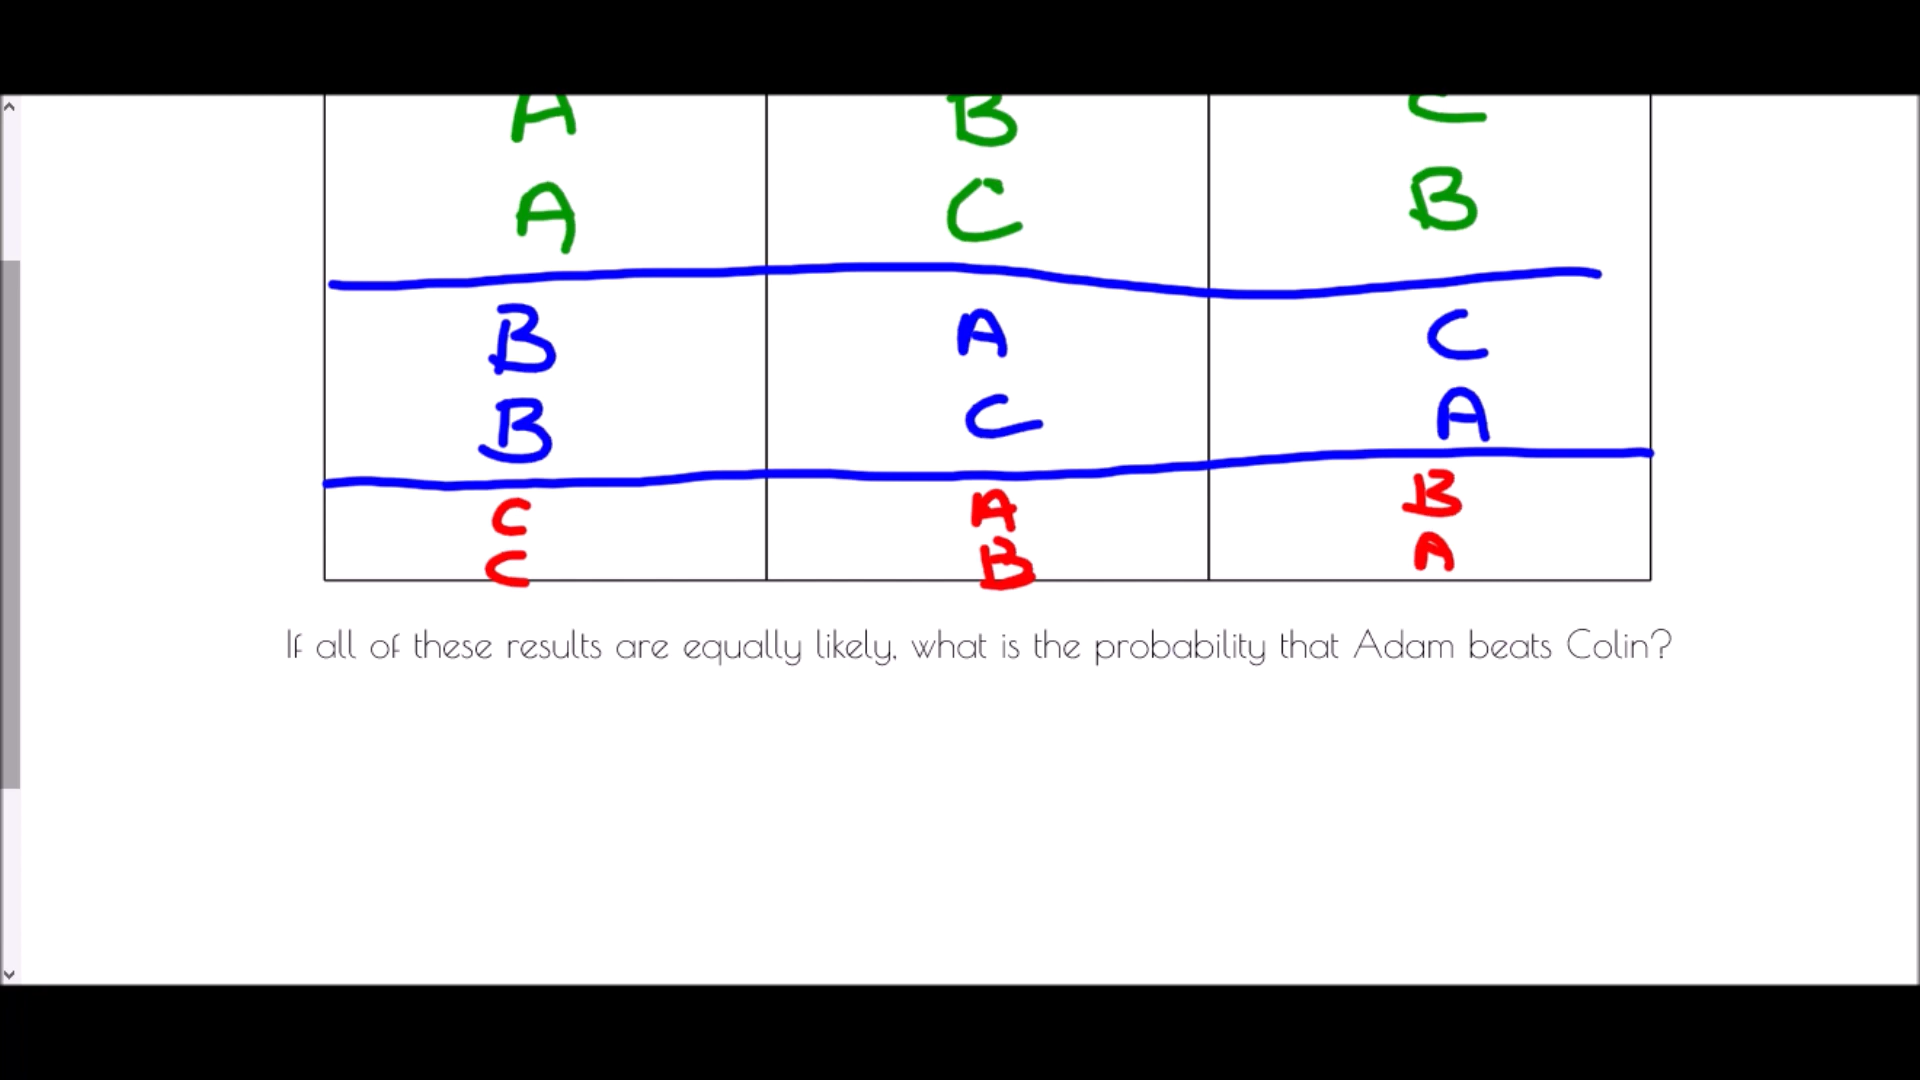 A B C
A C B
B A C
B C A
C A B
C B A
If all of these results are equally likely, what is the probability that Adam beats Colin?